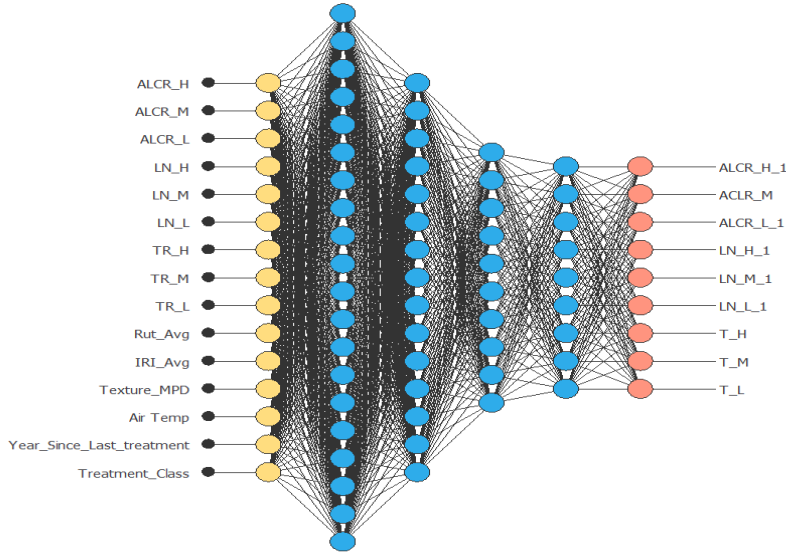 ALCR_H
ALCR_M
ALCR_L
LN_H
LN_M
LN_L
TR_H
TR_M
TR_L
Rut_Avg
IRI_Avg
Texture_MPD
Air Temp
Year_Since_Last_treatment
Treatment_Class
ALCR_H_1
ACLR_M
ALCR_L_1
LN_H_1
LN_M_1
LN_L_1
T_H
T_M
T_L